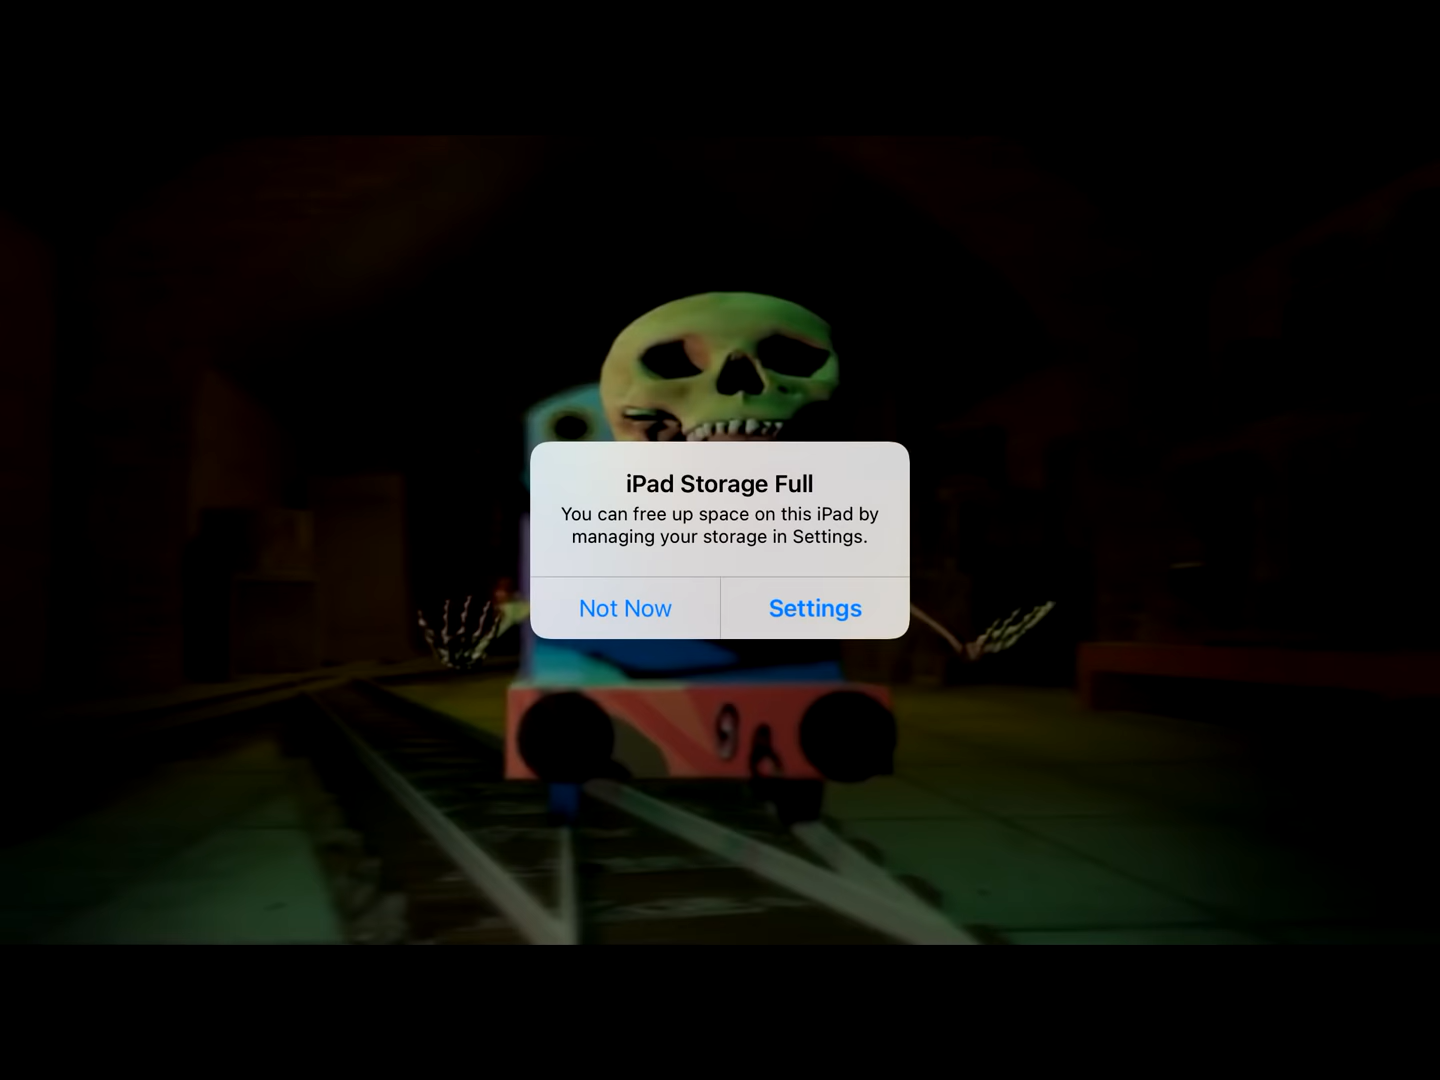 iPad Storage Full
You can free up space on this iPad by
managing your storage in Settings.
Not Now
Settings